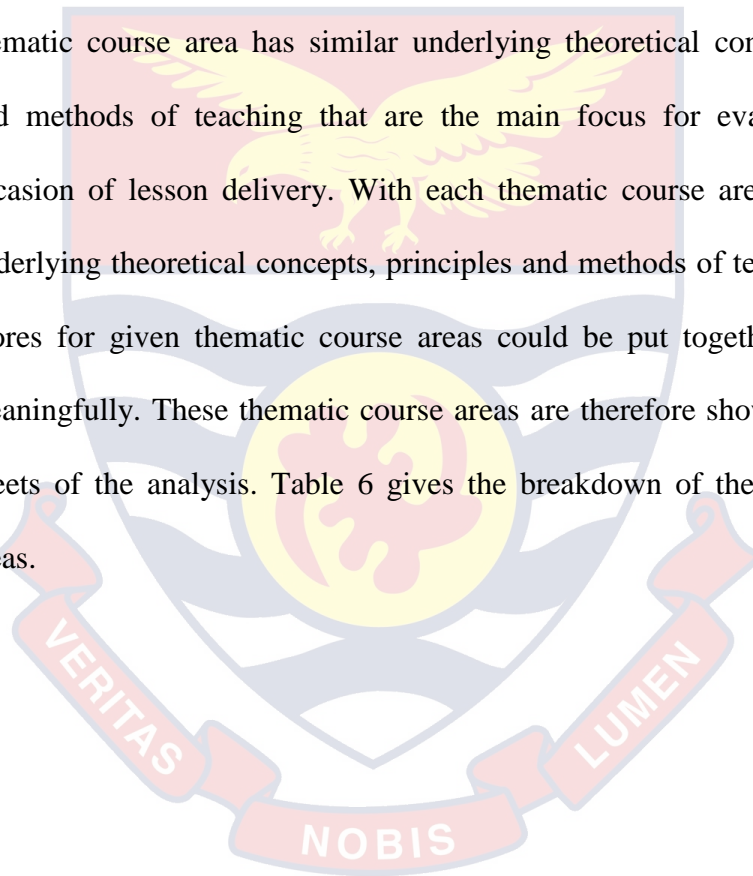 ematic course area has similar underlying theoretical con
d methods of teaching that are the main focus for eva
casion of lesson delivery. With each thematic course are
derlying theoretical concepts, principles and methods of te
ores for given thematic course areas could be put togeth
eaningfully. These thematic course areas are therefore sho
eets of the analysis. Table 6 gives the breakdown of the
eas.
VERITAS
NOBIS
LUMEN